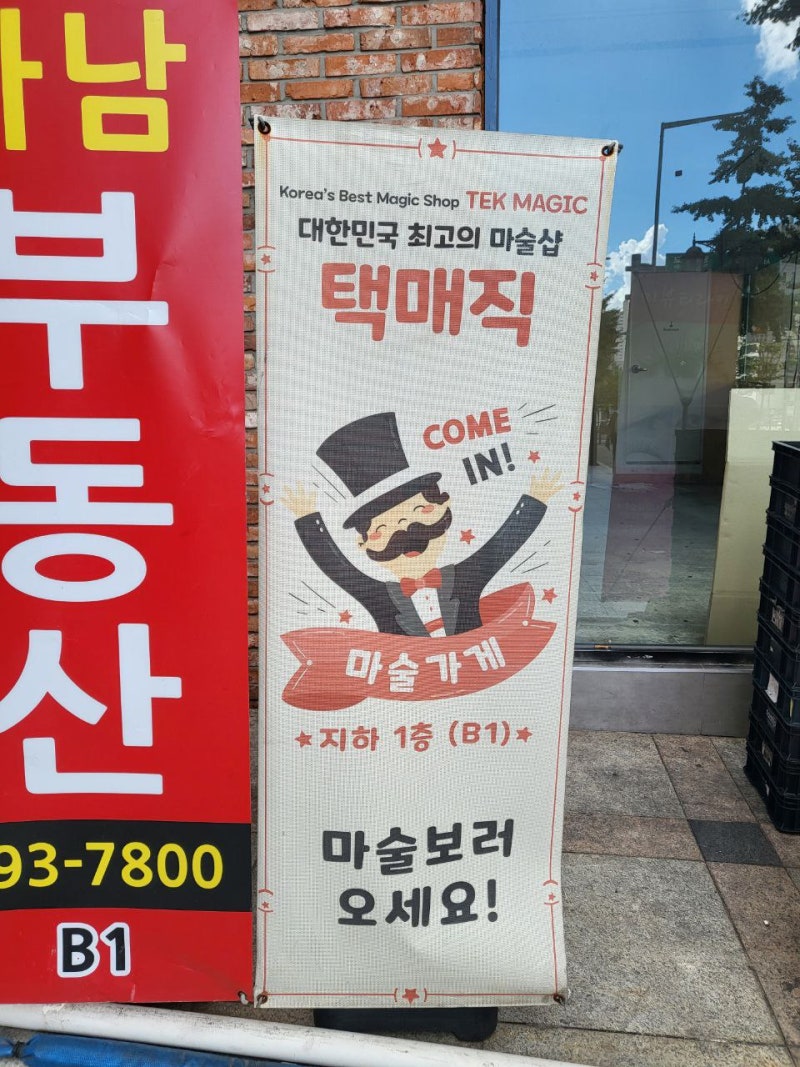 남
부
동
산
93-7800
B1
Korea's Best Magic Shop TEK MAGIC
대한민국 최고의 마술샵
택매직
COME
IN!
마술가게
지하 1층 (B1)
마술보러
오세요!